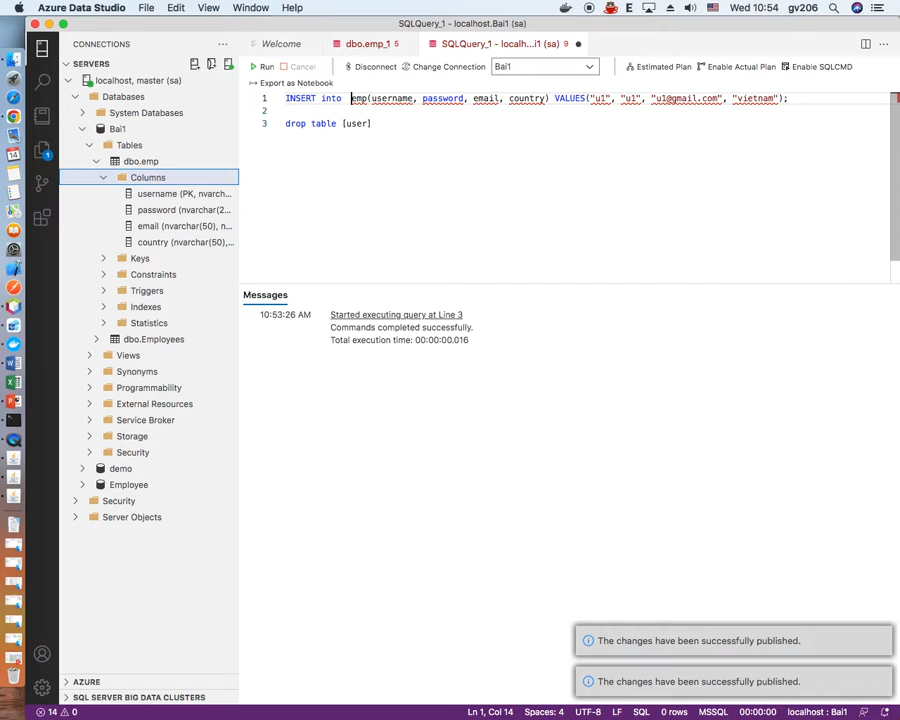 Azure Data Studio File Edit View Window Help Wed 10:54 gv206
SQLQuery_1 - localhost.Bai1 (sa)
CONNECTIONS
Welcome dbo.emp_1 5 SQLQuery_1 - localh...i1 (sa) 9
SERVERS
Run Cancel Disconnect Change Connection Bai1 Estimated Plan Enable Actual Plan Enable SQLCMD
Export as Notebook
localhost, master (sa)
Databases
System Databases
Bai1
Tables
dbo.emp
Columns
username (PK, nvarch...
password (nvarchar(2...
email (nvarchar(50), n...
country (nvarchar(50),...
Keys
Constraints
Triggers
Indexes
Statistics
dbo.Employees
Views
Synonyms
Programmability
External Resources
Service Broker
Storage
Security
demo
Employee
Security
Server Objects
1 INSERT into emp(username, password, email, country) VALUES("u1", "u1", "u1@gmail.com", "vietnam");
2
3 drop table [user]
Messages
10:53:26 AM Started executing query at Line 3
Commands completed successfully.
Total execution time: 00:00:00.016
The changes have been successfully published.
The changes have been successfully published.
AZURE
SQL SERVER BIG DATA CLUSTERS
14 0 Ln 1, Col 14 Spaces: 4 UTF-8 LF SQL 0 rows MSSQL 00:00:00 localhost : Bai1